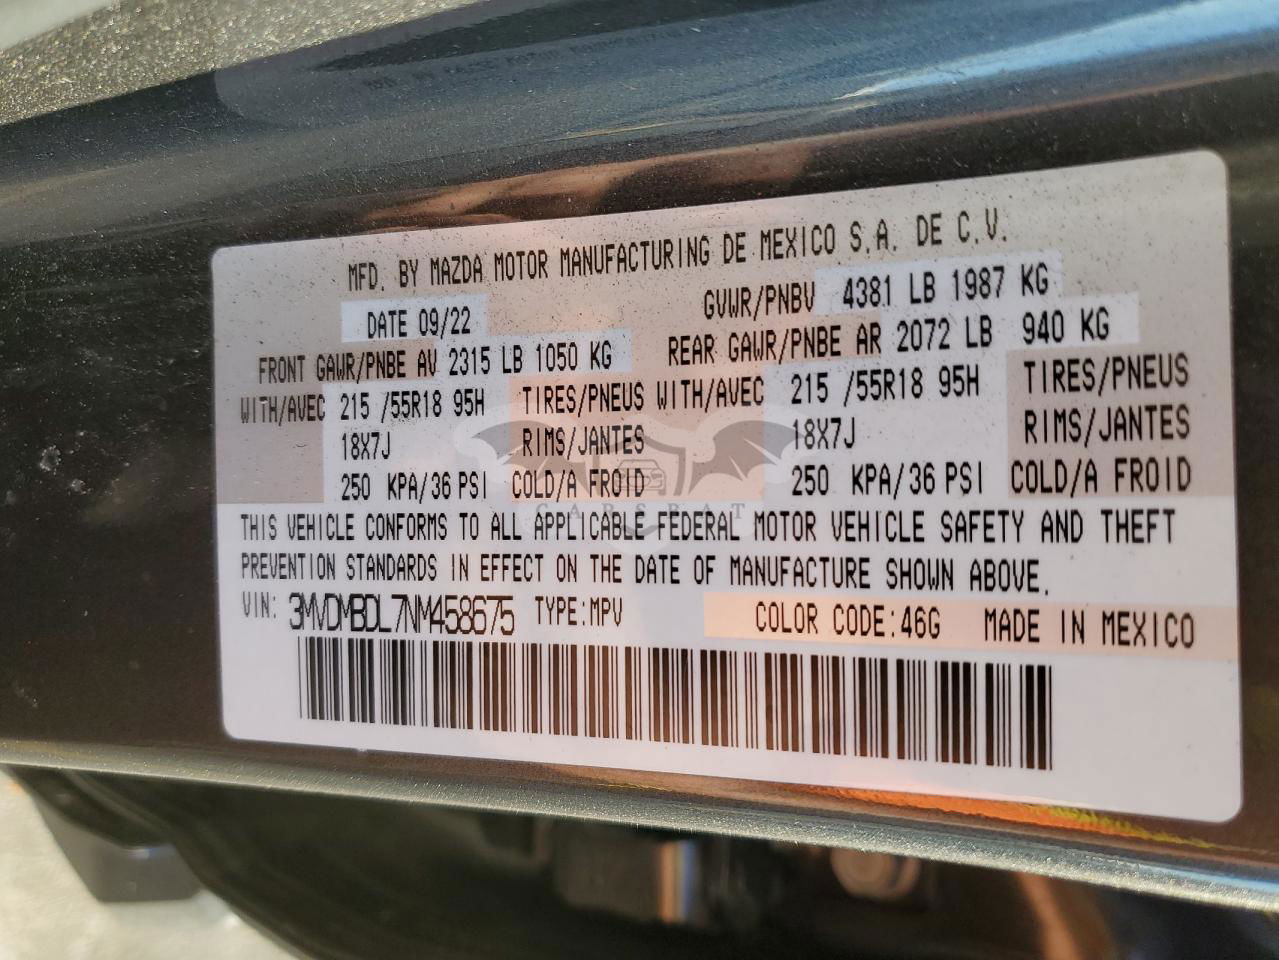 MFD. BY MAZDA MOTOR MANUFACTURING DE MEXICO S.A. DE C.V.
DATE 09/22 GVWR/PNBV 4381 LB 1987 KG
FRONT GAWR/PNBE AV 2315 LB 1050 KG REAR GAWR/PNBE AR 2072 LB 940 KG
WITH/AVEC 215 /55R18 95H TIRES/PNEUS WITH/AVEC 215 /55R18 95H TIRES/PNEUS
18X7J RIMS/JANTES 18X7J RIMS/JANTES
250 KPA/36 PSI COLD/A FROID 250 KPA/36 PSI COLD/A FROID
CARSBAT
THIS VEHICLE CONFORMS TO ALL APPLICABLE FEDERAL MOTOR VEHICLE SAFETY AND THEFT
PREVENTION STANDARDS IN EFFECT ON THE DATE OF MANUFACTURE SHOWN ABOVE.
VIN: 3MVDMBDL7NM458675 TYPE:MPV COLOR CODE:46G MADE IN MEXICO